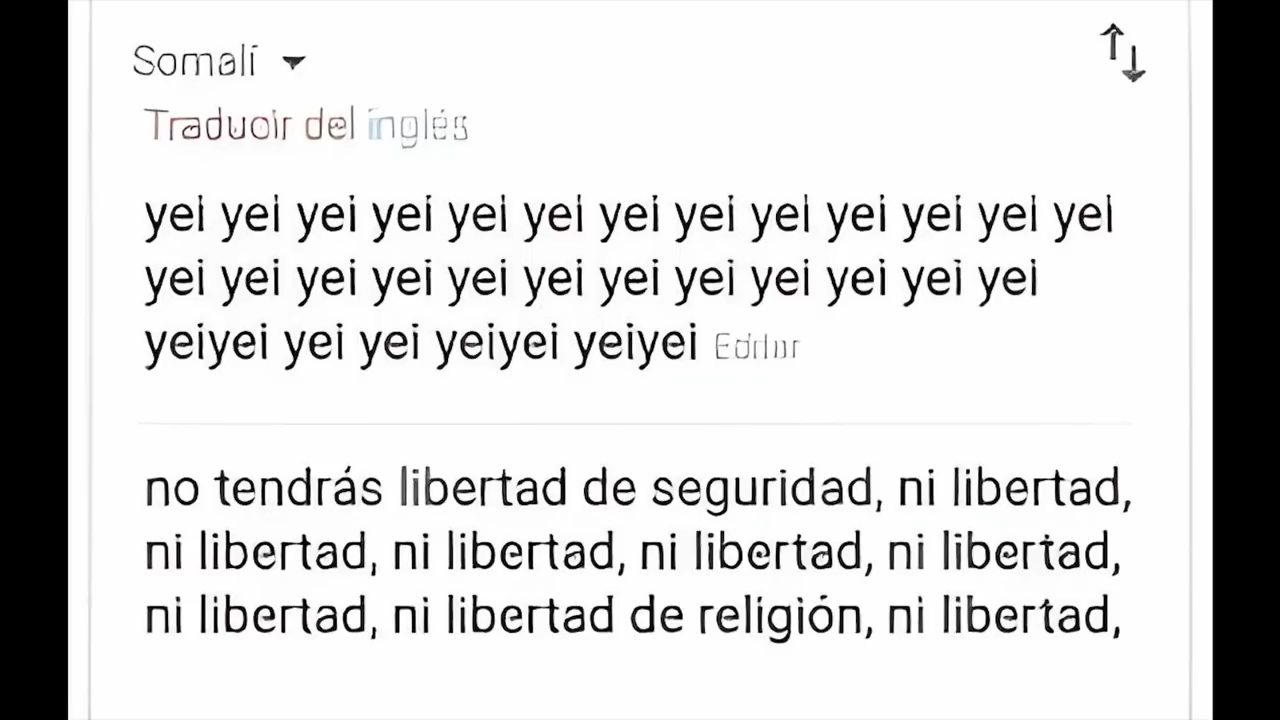 Somalí
Traducir del inglés
yei yei yei yei yei yei yei yei yei yei yei yei yei
yei yei yei yei yei yei yei yei yei yei yei yei
yeiyei yei yei yeiyei yeiyei Editar
no tendrás libertad de seguridad, ni libertad,
ni libertad, ni libertad, ni libertad, ni libertad,
ni libertad, ni libertad de religión, ni libertad,